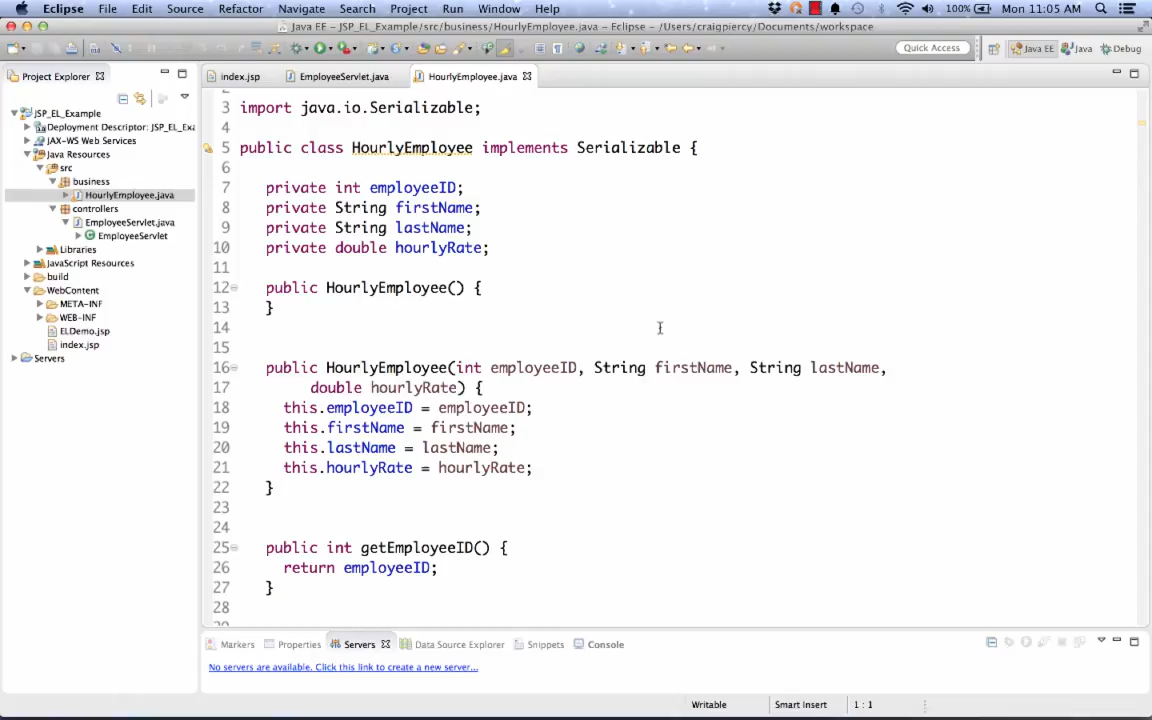 Eclipse File Edit Source Refactor Navigate Search Project Run Window Help 100% Mon 11:05 AM
Java EE - JSP_EL_Example/src/business/HourlyEmployee.java - Eclipse - /Users/craigpiercy/Documents/workspace
Quick Access Java EE Java Debug
Project Explorer index.jsp EmployeeServlet.java HourlyEmployee.java
JSP_EL_Example
Deployment Descriptor: JSP_EL_Exa
JAX-WS Web Services
Java Resources
src
business
HourlyEmployee.java
controllers
EmployeeServlet.java
EmployeeServlet
Libraries
JavaScript Resources
build
WebContent
META-INF
WEB-INF
ELDemo.jsp
index.jsp
Servers
3 import java.io.Serializable;
4
5 public class HourlyEmployee implements Serializable {
6
7 private int employeeID;
8 private String firstName;
9 private String lastName;
10 private double hourlyRate;
11
12 public HourlyEmployee() {
13 }
14
15
16 public HourlyEmployee(int employeeID, String firstName, String lastName,
17 double hourlyRate) {
18 this.employeeID = employeeID;
19 this.firstName = firstName;
20 this.lastName = lastName;
21 this.hourlyRate = hourlyRate;
22 }
23
24
25 public int getEmployeeID() {
26 return employeeID;
27 }
28
Markers Properties Servers Data Source Explorer Snippets Console
No servers are available. Click this link to create a new server...
Writable Smart Insert 1 : 1